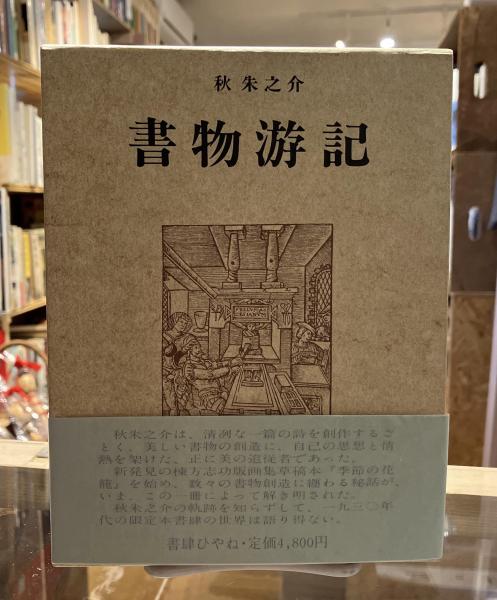 秋朱之介
書物游記
秋朱之介は、清冽な一篇の詩を創作するご
とく、美しい書物の創造に、自己の思想と情
熱を架けた、正に美の追従者であった。
新発見の棟方志功版画集草稿本『季節の花
籠』を始め、数々の書物創造に纏わる秘話が、
いま、この一冊によって解き明された。
秋朱之介の軌跡を知らずして、一九三〇年
代の限定本書肆の世界は語り得ない。
書肆ひやね・定価4,800円